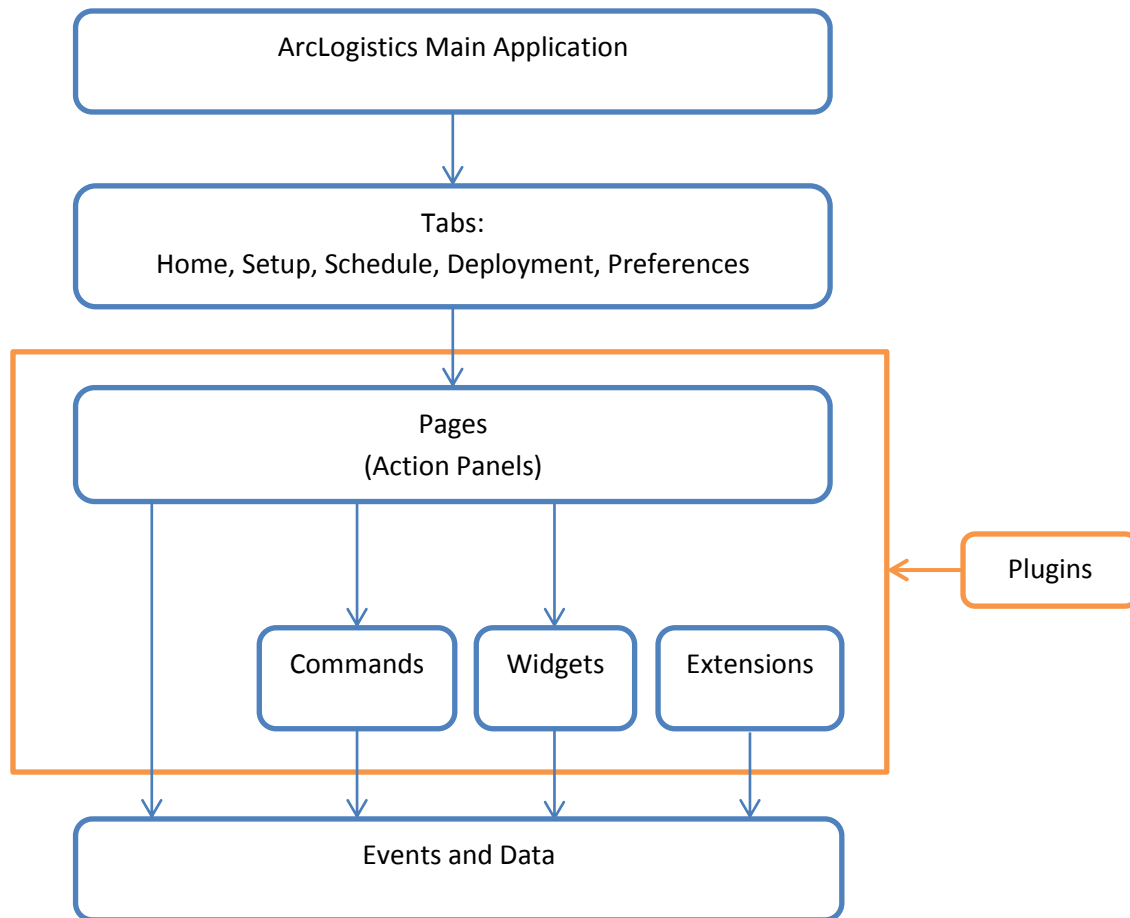 ArcLogistics Main Application
Tabs:
Home, Setup, Schedule, Deployment, Preferences
Pages
(Action Panels)
Plugins
Commands
Widgets
Extensions
Events and Data